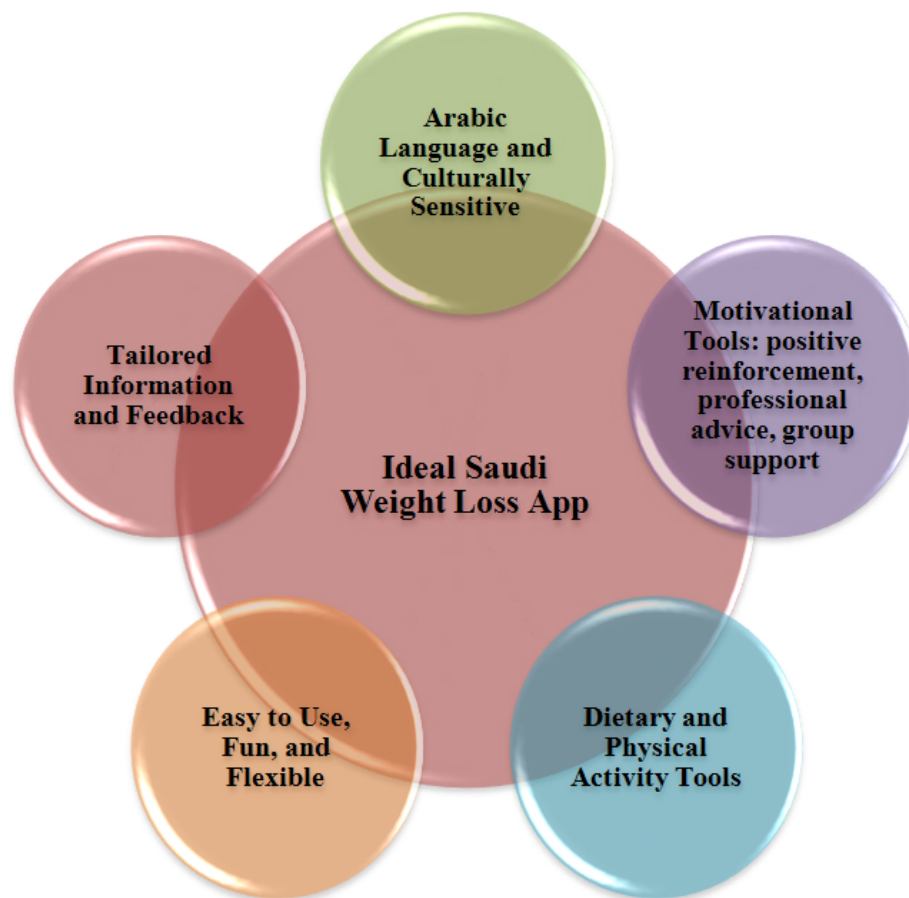 Arabic
Language and
Culturally
Sensitive
Motivational
Tools: positive
reinforcement,
professional
advice, group
support
Tailored
Information
and Feedback
Ideal Saudi
Weight Loss App
Easy to Use,
Fun, and
Flexible
Dietary and
Physical
Activity Tools